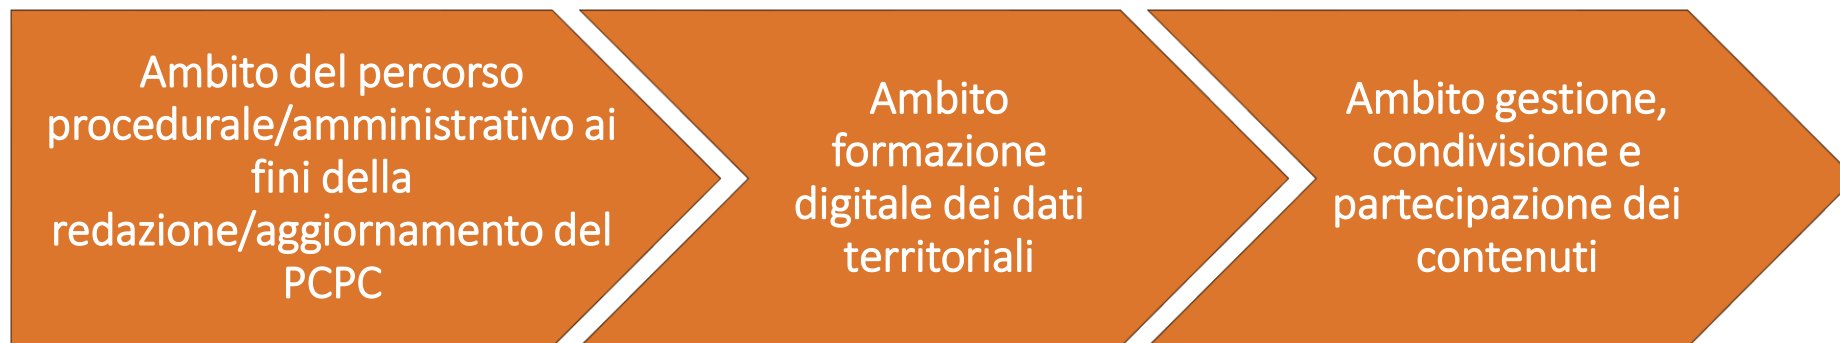 Ambito del percorso
procedurale/amministrativo ai
fini della
redazione/aggiornamento del
PCPC
Ambito
formazione
digitale dei dati
territoriali
Ambito gestione,
condivisione e
partecipazione dei
contenuti